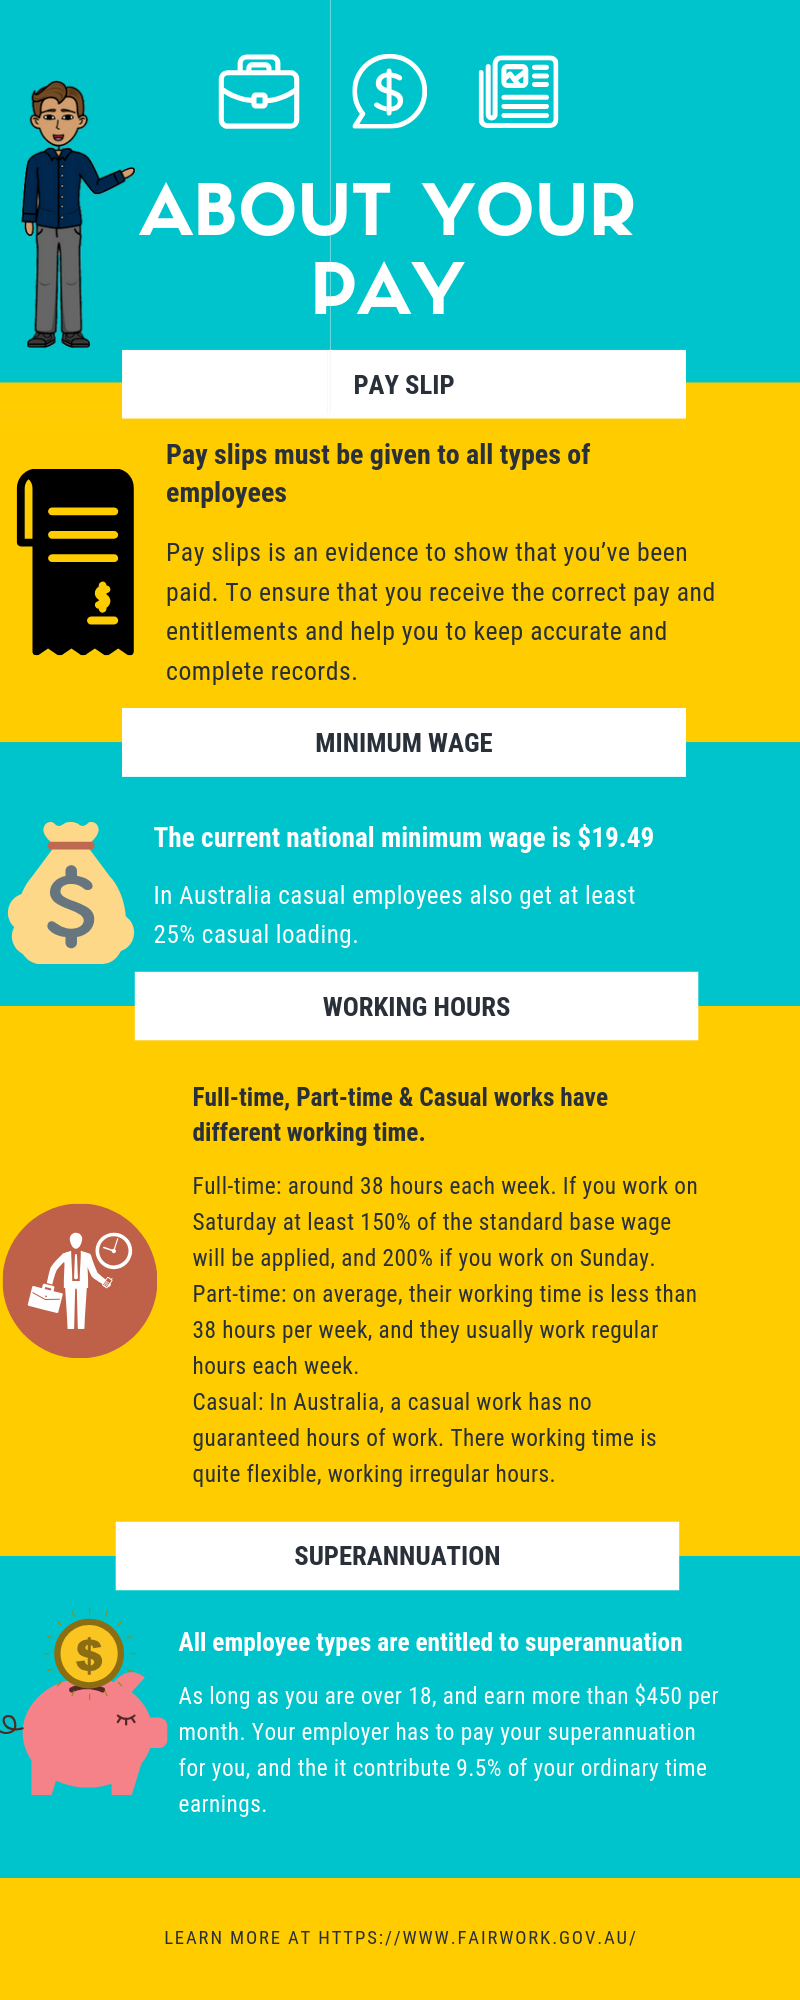 ABOUT YOUR
PAY
PAY SLIP
Pay slips must be given to all types of
employees
Pay slips is an evidence to show that you’ve been
paid. To ensure that you receive the correct pay and
entitlements and help you to keep accurate and
complete records.
MINIMUM WAGE
The current national minimum wage is $19.49
In Australia casual employees also get at least
25% casual loading.
WORKING HOURS
Full-time, Part-time & Casual works have
different working time.
Full-time: around 38 hours each week. If you work on
Saturday at least 150% of the standard base wage
will be applied, and 200% if you work on Sunday.
Part-time: on average, their working time is less than
38 hours per week, and they usually work regular
hours each week.
Casual: In Australia, a casual work has no
guaranteed hours of work. There working time is
quite flexible, working irregular hours.
SUPERANNUATION
All employee types are entitled to superannuation
As long as you are over 18, and earn more than $450 per
month. Your employer has to pay your superannuation
for you, and the it contribute 9.5% of your ordinary time
earnings.
LEARN MORE AT HTTPS://WWW.FAIRWORK.GOV.AU/